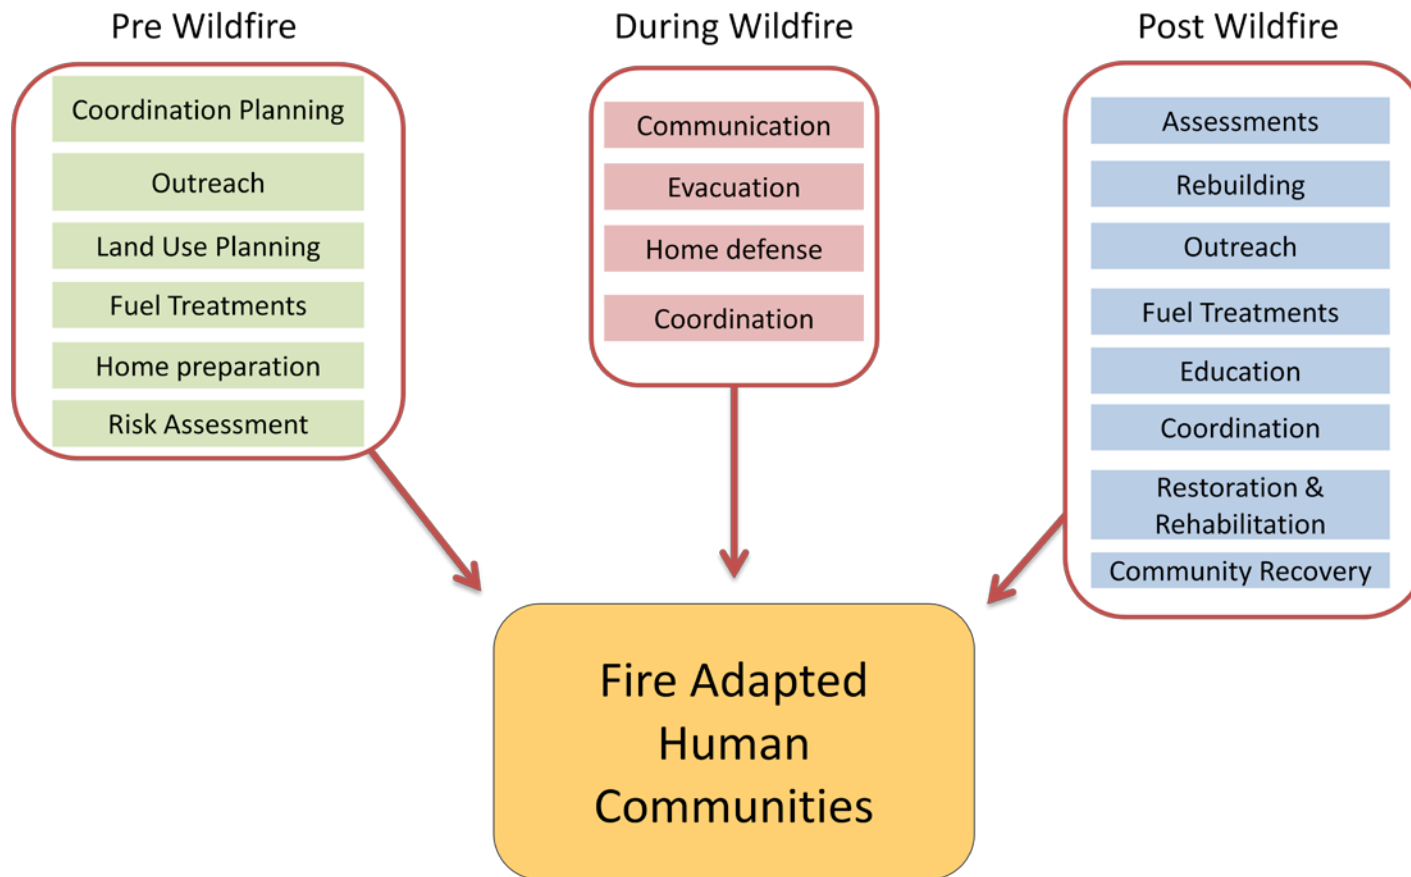 Pre Wildfire
Coordination Planning
Outreach
Land Use Planning
Fuel Treatments
Home preparation
Risk Assessment
During Wildfire
Communication
Evacuation
Home defense
Coordination
Post Wildfire
Assessments
Rebuilding
Outreach
Fuel Treatments
Education
Coordination
Restoration &
Rehabilitation
Community Recovery
Fire Adapted
Human
Communities